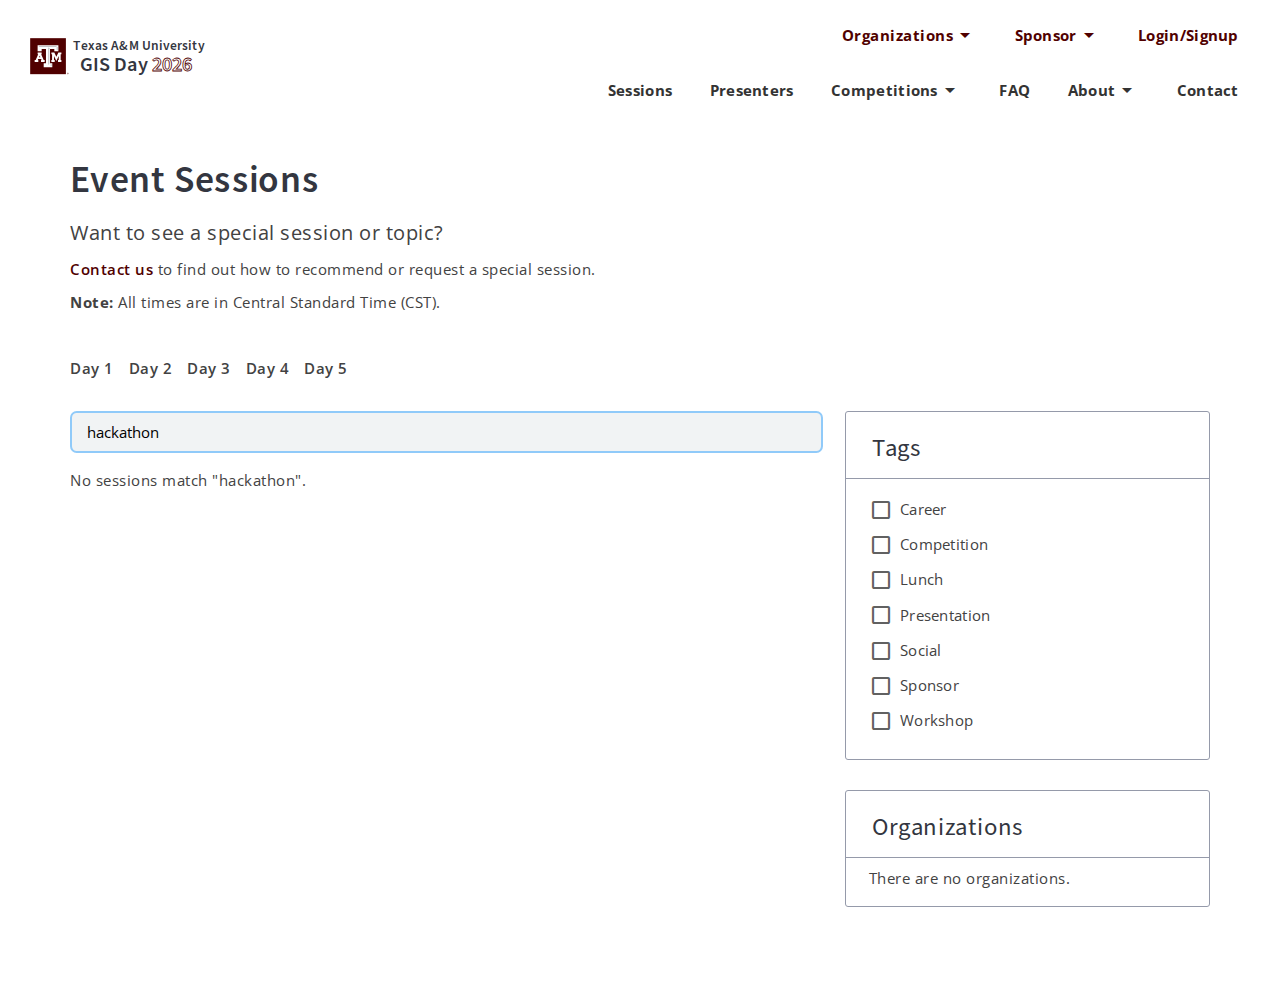 Texas A&M University
GIS Day 2026
Organizations
Sponsor
Login/Signup
Sessions
Presenters
Competitions
FAQ
About
Contact
Event Sessions
Want to see a special session or topic?
Contact us to find out how to recommend or request a special session.
Note: All times are in Central Standard Time (CST).
Day 1
Day 2
Day 3
Day 4
Day 5
hackathon
No sessions match "hackathon".
Tags
Career
Competition
Lunch
Presentation
Social
Sponsor
Workshop
Organizations
There are no organizations.